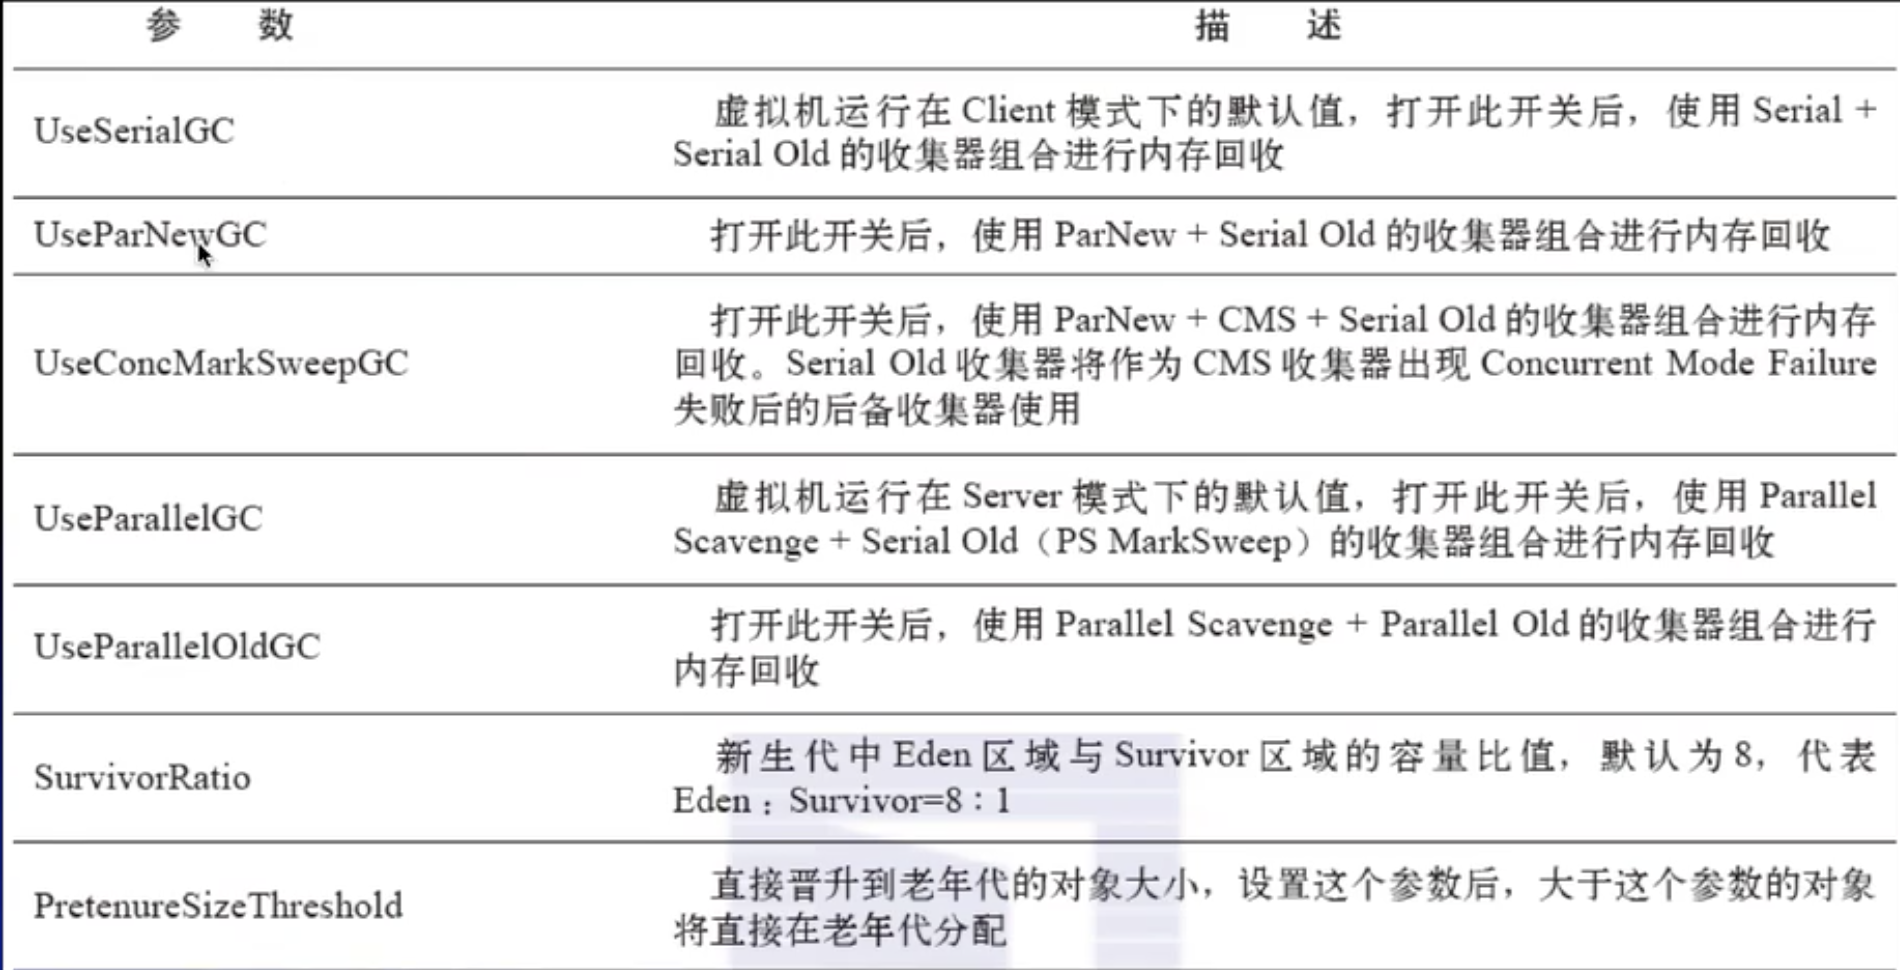 参 数 描 述
UseSerialGC
虚拟机运行在 Client 模式下的默认值，打开此开关后，使用 Serial +
Serial Old 的收集器组合进行内存回收
UseParNewGC
打开此开关后，使用 ParNew + Serial Old 的收集器组合进行内存回收
UseConcMarkSweepGC
打开此开关后，使用 ParNew + CMS + Serial Old 的收集器组合进行内存
回收。Serial Old 收集器将作为 CMS 收集器出现 Concurrent Mode Failure
失败后的后备收集器使用
UseParallelGC
虚拟机运行在 Server 模式下的默认值，打开此开关后，使用 Parallel
Scavenge + Serial Old（PS MarkSweep）的收集器组合进行内存回收
UseParallelOldGC
打开此开关后，使用 Parallel Scavenge + Parallel Old 的收集器组合进行
内存回收
SurvivorRatio
新生代中 Eden 区域与 Survivor 区域的容量比值，默认为 8，代表
Eden：Survivor=8：1
PretenureSizeThreshold
直接晋升到老年代的对象大小，设置这个参数后，大于这个参数的对象
将直接在老年代分配